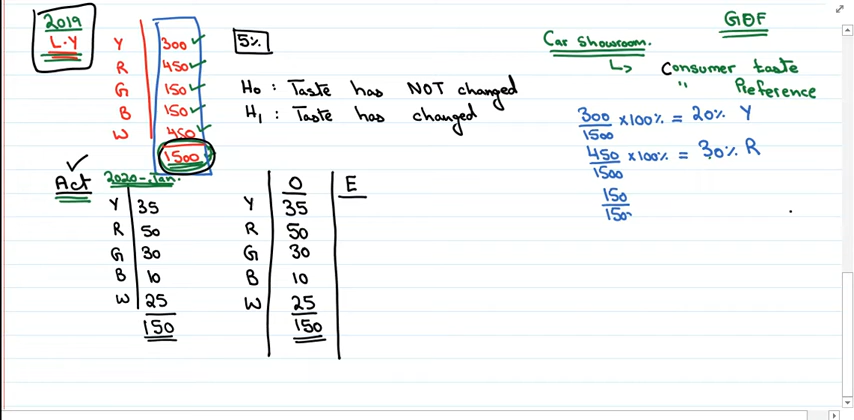 2019
L.Y
Y 300 ✓
R 450 ✓
G 150 ✓
B 150 ✓
W 450 ✓
1500
5%
H0 : Taste has NOT changed
H1 : Taste has changed
GOF
Car Showroom.
↳ Consumer taste
" Preference
300/1500 × 100% = 20% Y
450/1500 × 100% = 30% R
150/150
✓
Act 2020-Jan.
Y 35
R 50
G 30
B 10
W 25
150
O E
Y 35
R 50
G 30
B 10
W 25
150